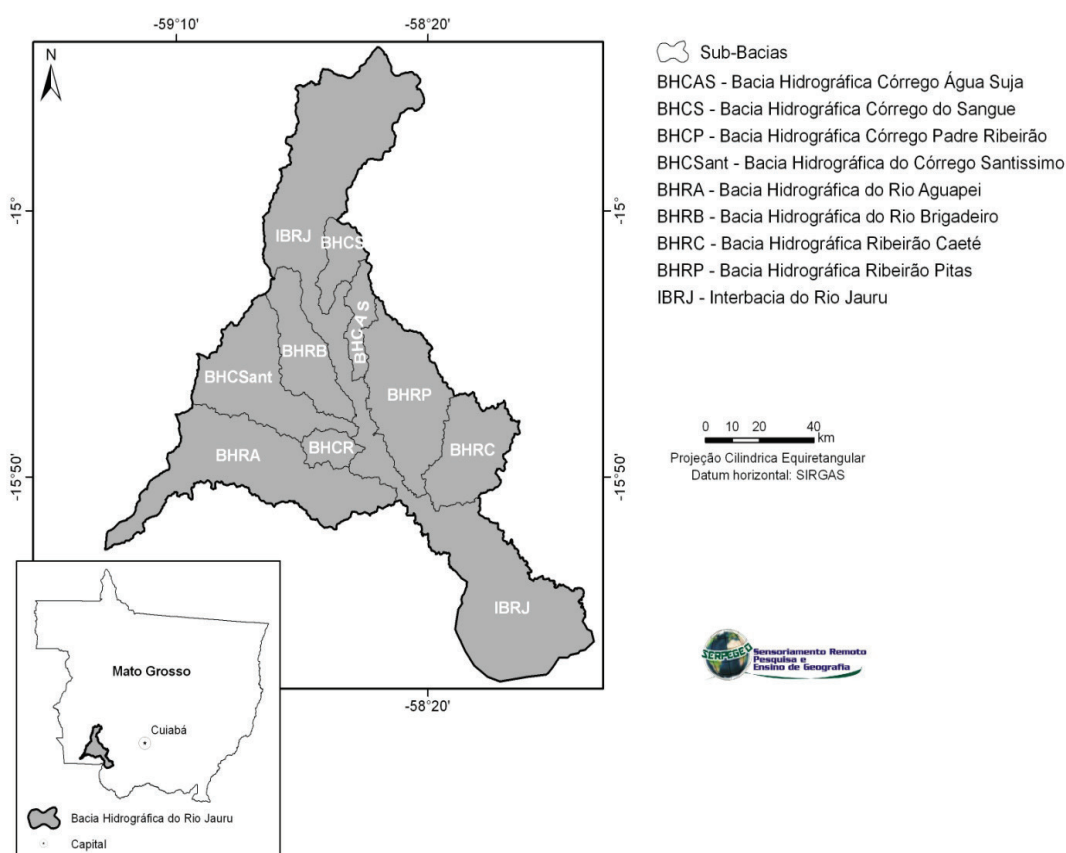 -59°10'
-58°20'
N
-15°
-15°
IBRJ
BHCS
BHCAS
BHRB
BHCSant
BHRP
BHCR
BHRA
BHRC
-15°50'
-15°50'
IBRJ
-58°20'
Mato Grosso
Cuiabá
Bacia Hidrográfica do Rio Jauru
Capital
Sub-Bacias
BHCAS - Bacia Hidrográfica Córrego Água Suja
BHCS - Bacia Hidrográfica Córrego do Sangue
BHCP - Bacia Hidrográfica Córrego Padre Ribeirão
BHCSant - Bacia Hidrográfica do Córrego Santissimo
BHRA - Bacia Hidrográfica do Rio Aguapei
BHRB - Bacia Hidrográfica do Rio Brigadeiro
BHRC - Bacia Hidrográfica Ribeirão Caeté
BHRP - Bacia Hidrográfica Ribeirão Pitas
IBRJ - Interbacia do Rio Jauru
0 10 20 40
km
Projeção Cilindrica Equiretangular
Datum horizontal: SIRGAS
SERPEGEO
Sensoriamento Remoto
Pesquisa e
Ensino de Geografia